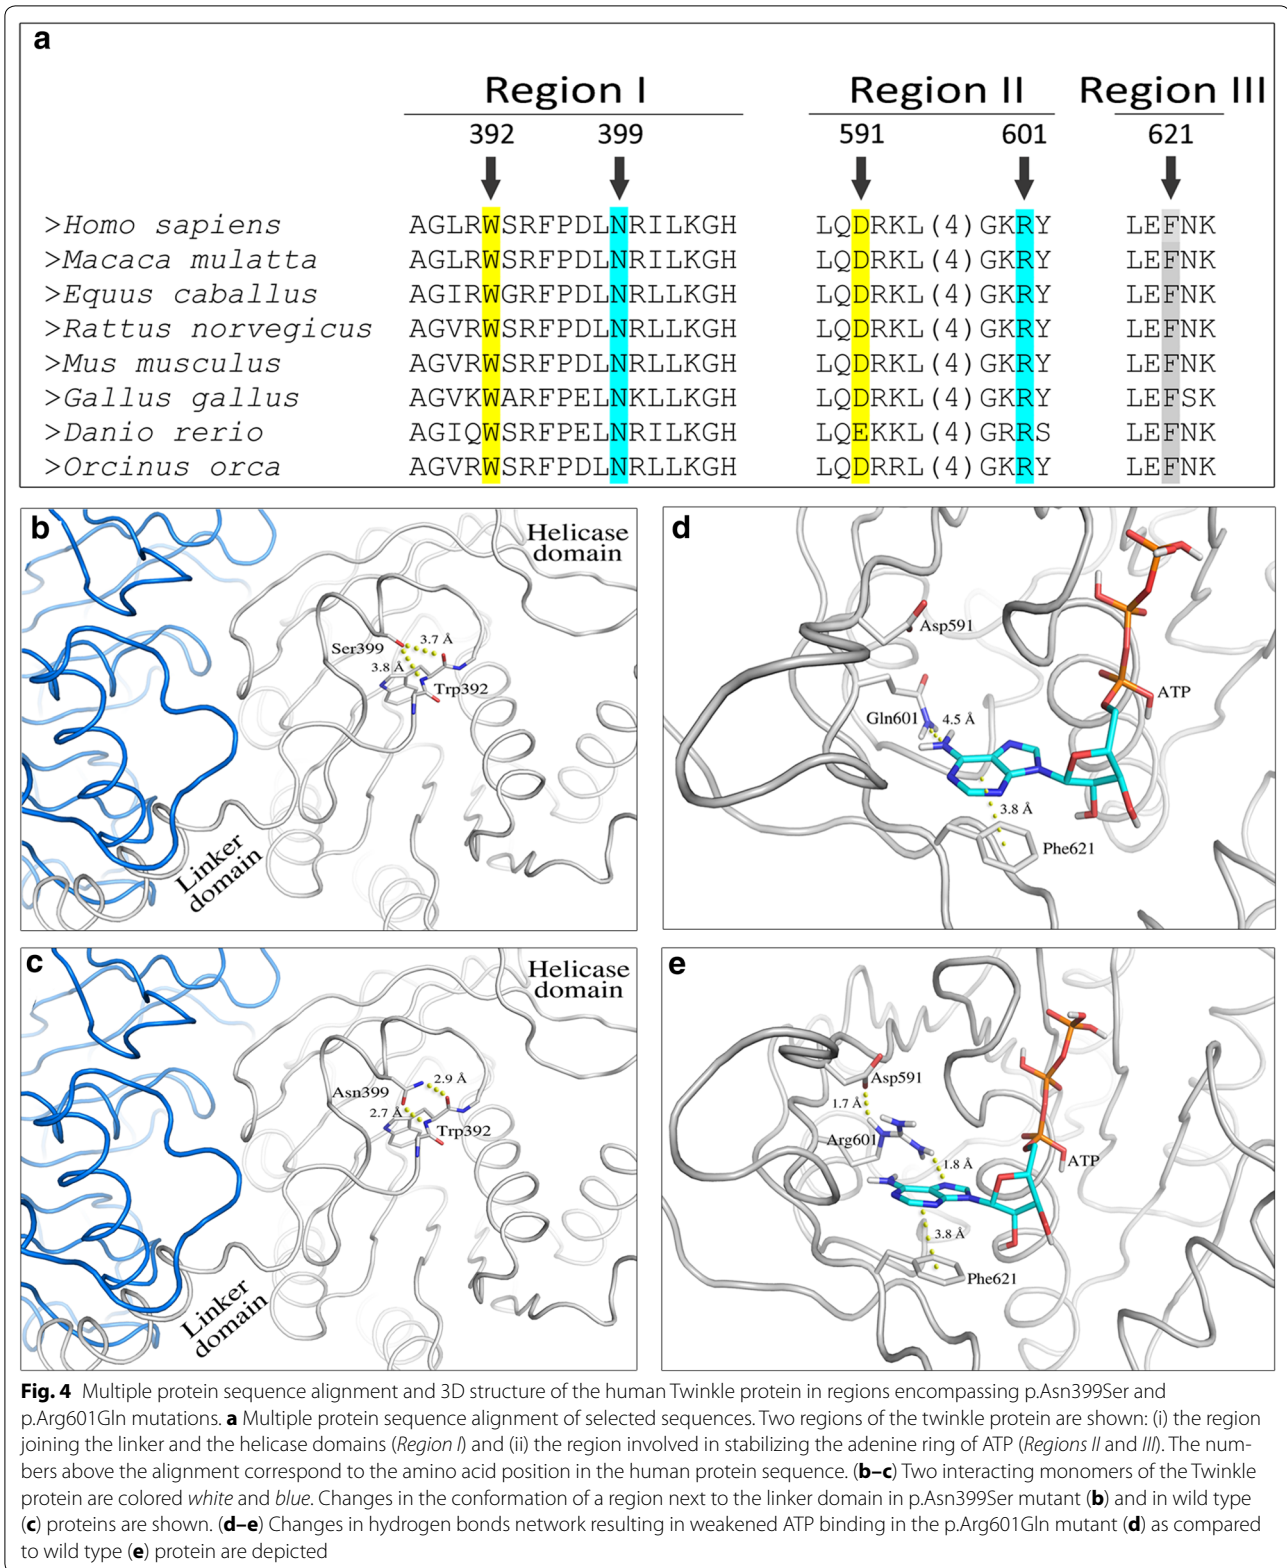 a
Region I Region II Region III
392 399 591 601 621
>Homo sapiens AGLRWSRFPDLNRILKGH LQDRKL(4)GKRY LEFNK
>Macaca mulatta AGLRWSRFPDLNRILKGH LQDRKL(4)GKRY LEFNK
>Equus caballus AGIRWGRFPDLNRLLKGH LQDRKL(4)GKRY LEFNK
>Rattus norvegicus AGVRWSRFPDLNRLLKGH LQDRKL(4)GKRY LEFNK
>Mus musculus AGVRWSRFPDLNRLLKGH LQDRKL(4)GKRY LEFNK
>Gallus gallus AGVKWARFPELNKLLKGH LQDRKL(4)GKRY LEFSK
>Danio rerio AGIQWSRFPELNRILKGH LQEKKL(4)GRRS LEFNK
>Orcinus orca AGVRWSRFPDLNRLLKGH LQDRRL(4)GKRY LEFNK
b
Helicase
domain
Ser399
3.7 Å
3.8 Å
Trp392
Linker
domain
d
Asp591
ATP
Gln601
4.5 Å
3.8 Å
Phe621
c
Helicase
domain
Asn399
2.9 Å
2.7 Å
Trp392
Linker
domain
e
Asp591
1.7 Å
Arg601
1.8 Å
ATP
3.8 Å
Phe621
Fig. 4 Multiple protein sequence alignment and 3D structure of the human Twinkle protein in regions encompassing p.Asn399Ser and
p.Arg601Gln mutations. a Multiple protein sequence alignment of selected sequences. Two regions of the twinkle protein are shown: (i) the region
joining the linker and the helicase domains (Region I) and (ii) the region involved in stabilizing the adenine ring of ATP (Regions II and III). The num-
bers above the alignment correspond to the amino acid position in the human protein sequence. (b–c) Two interacting monomers of the Twinkle
protein are colored white and blue. Changes in the conformation of a region next to the linker domain in p.Asn399Ser mutant (b) and in wild type
(c) proteins are shown. (d–e) Changes in hydrogen bonds network resulting in weakened ATP binding in the p.Arg601Gln mutant (d) as compared
to wild type (e) protein are depicted